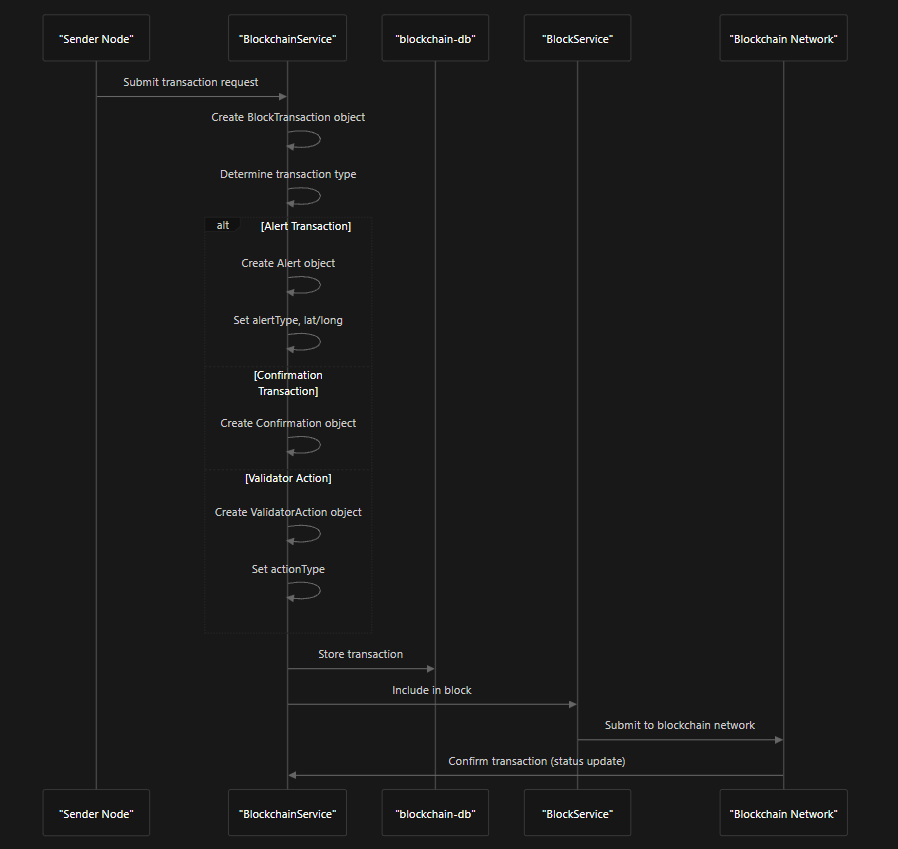 "Sender Node"
"BlockchainService"
"blockchain-db"
"BlockService"
"Blockchain Network"
Submit transaction request
Create BlockTransaction object
Determine transaction type
alt
[Alert Transaction]
Create Alert object
Set alertType, lat/long
[Confirmation
Transaction]
Create Confirmation object
[Validator Action]
Create ValidatorAction object
Set actionType
Store transaction
Include in block
Submit to blockchain network
Confirm transaction (status update)
"Sender Node"
"BlockchainService"
"blockchain-db"
"BlockService"
"Blockchain Network"